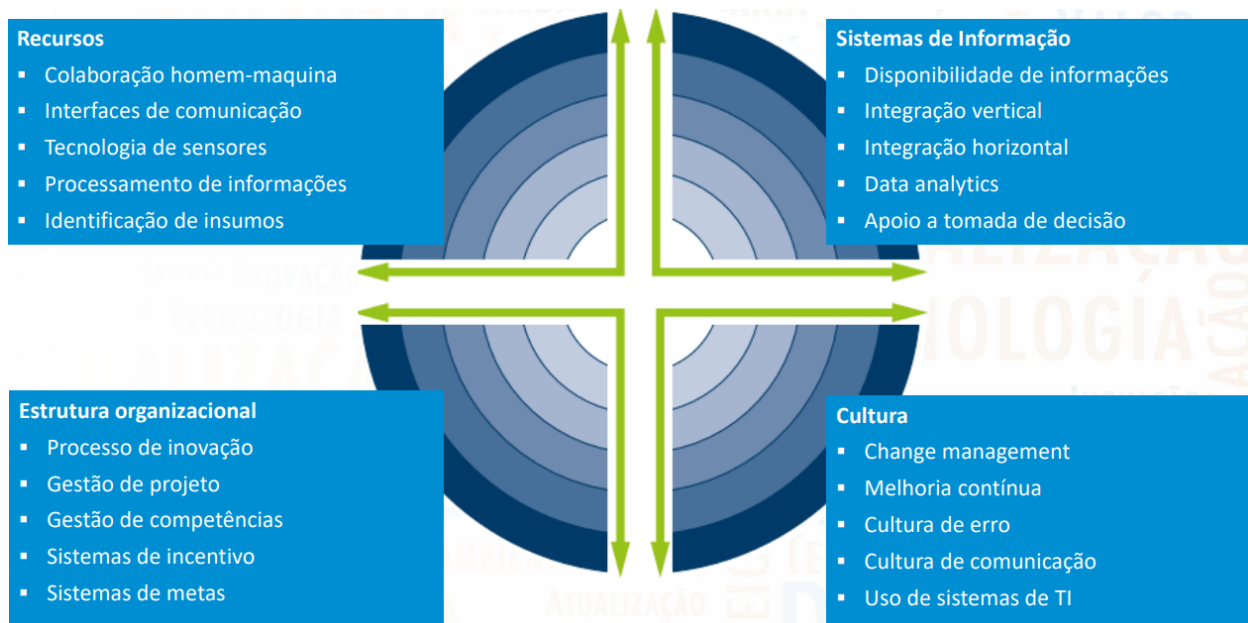 Recursos
▪ Colaboração homem-maquina
▪ Interfaces de comunicação
▪ Tecnologia de sensores
▪ Processamento de informações
▪ Identificação de insumos
Sistemas de Informação
▪ Disponibilidade de informações
▪ Integração vertical
▪ Integração horizontal
▪ Data analytics
▪ Apoio a tomada de decisão
Estrutura organizacional
▪ Processo de inovação
▪ Gestão de projeto
▪ Gestão de competências
▪ Sistemas de incentivo
▪ Sistemas de metas
Cultura
▪ Change management
▪ Melhoria contínua
▪ Cultura de erro
▪ Cultura de comunicação
▪ Uso de sistemas de TI
INOVAÇÃO
TECNOLOGIA
ATUALIZAÇÃO